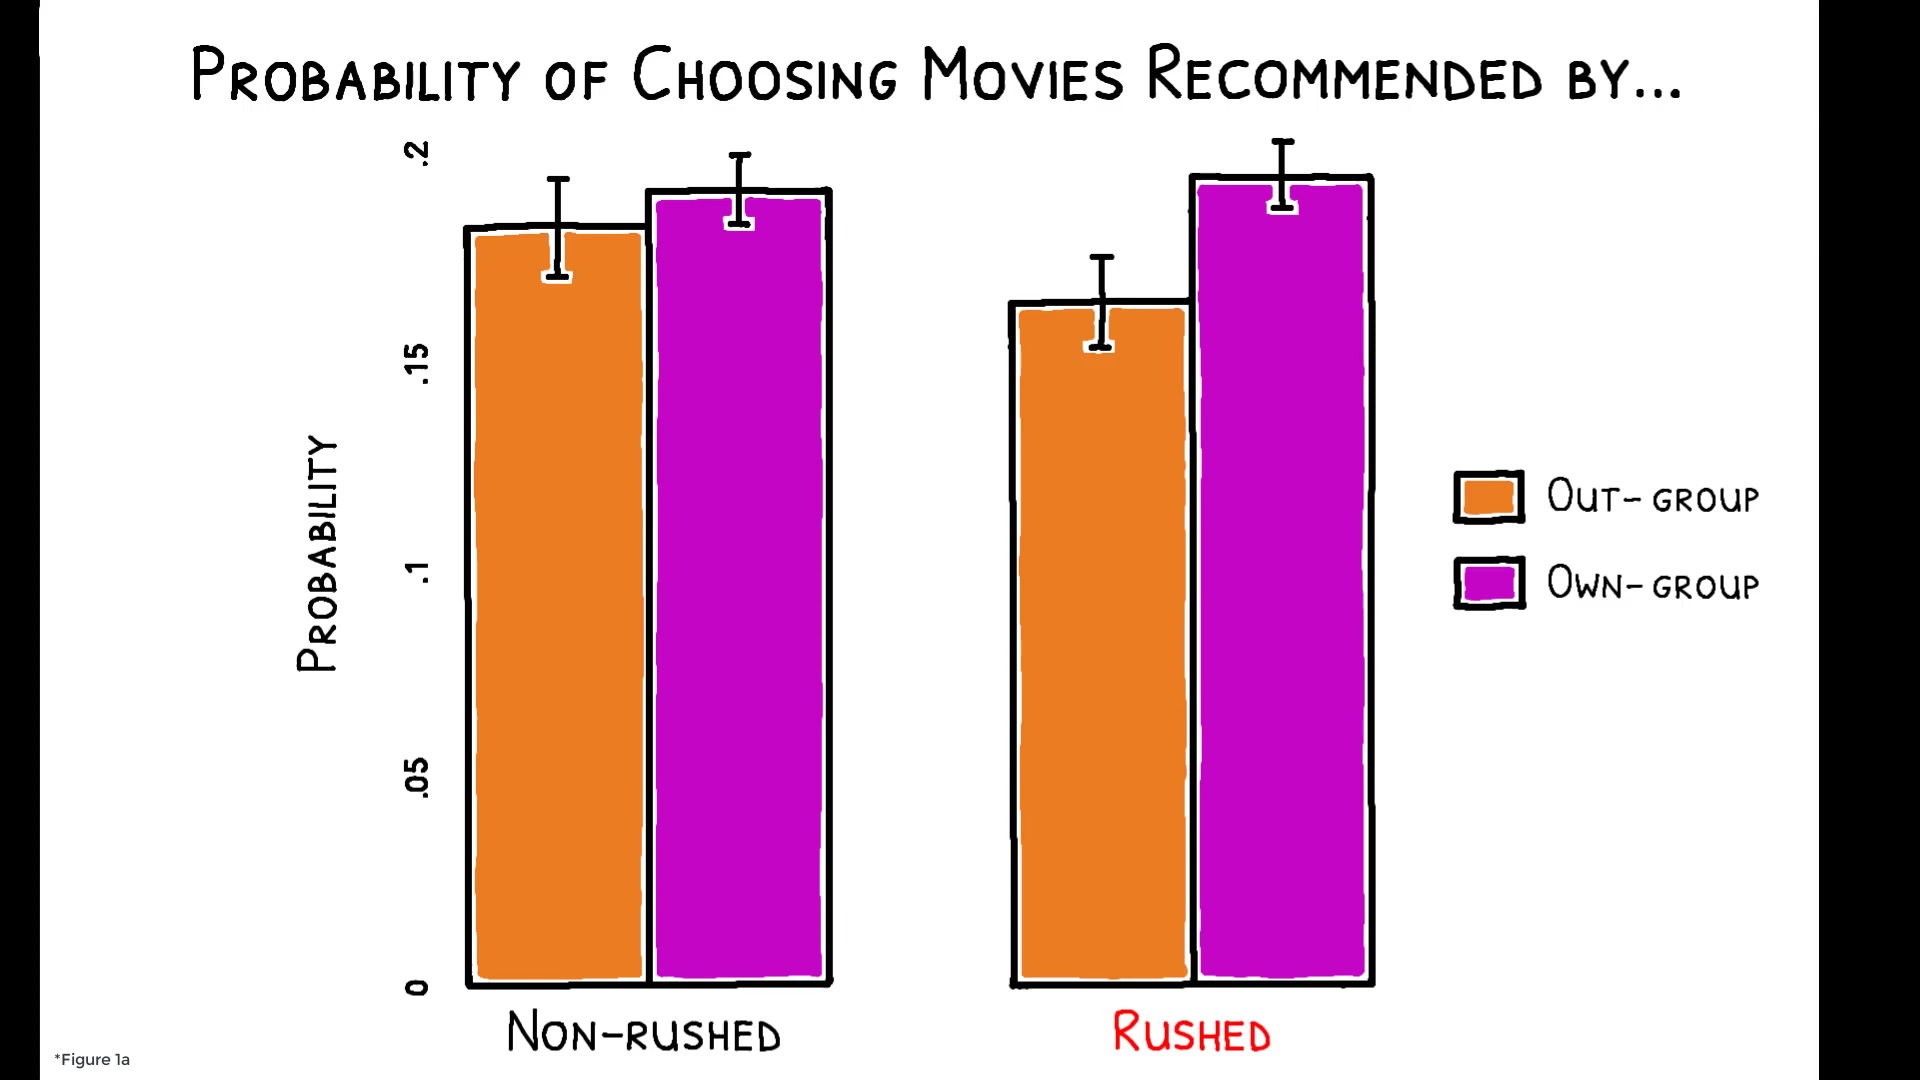 Probability of Choosing Movies Recommended by...
.2
.15
.1
.05
0
Probability
Out-group
Own-group
Non-rushed
Rushed
*Figure 1a